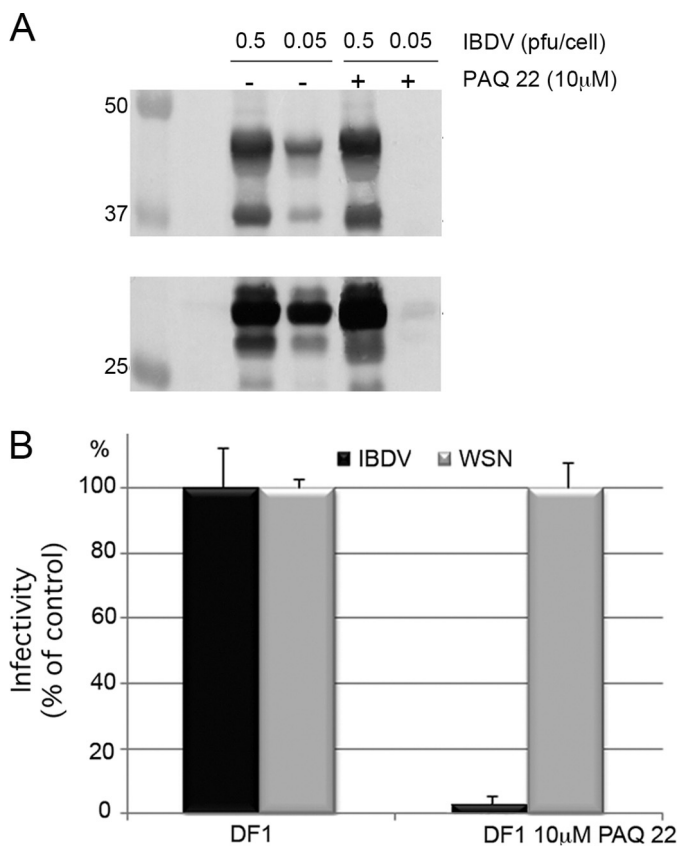 A
0.5 0.05 0.5 0.05 IBDV (pfu/cell)
- - + + PAQ 22 (10μM)
50
37
25
B
%
IBDV WSN
100
80
60
40
20
0
Infectivity
(% of control)
DF1 DF1 10μM PAQ 22